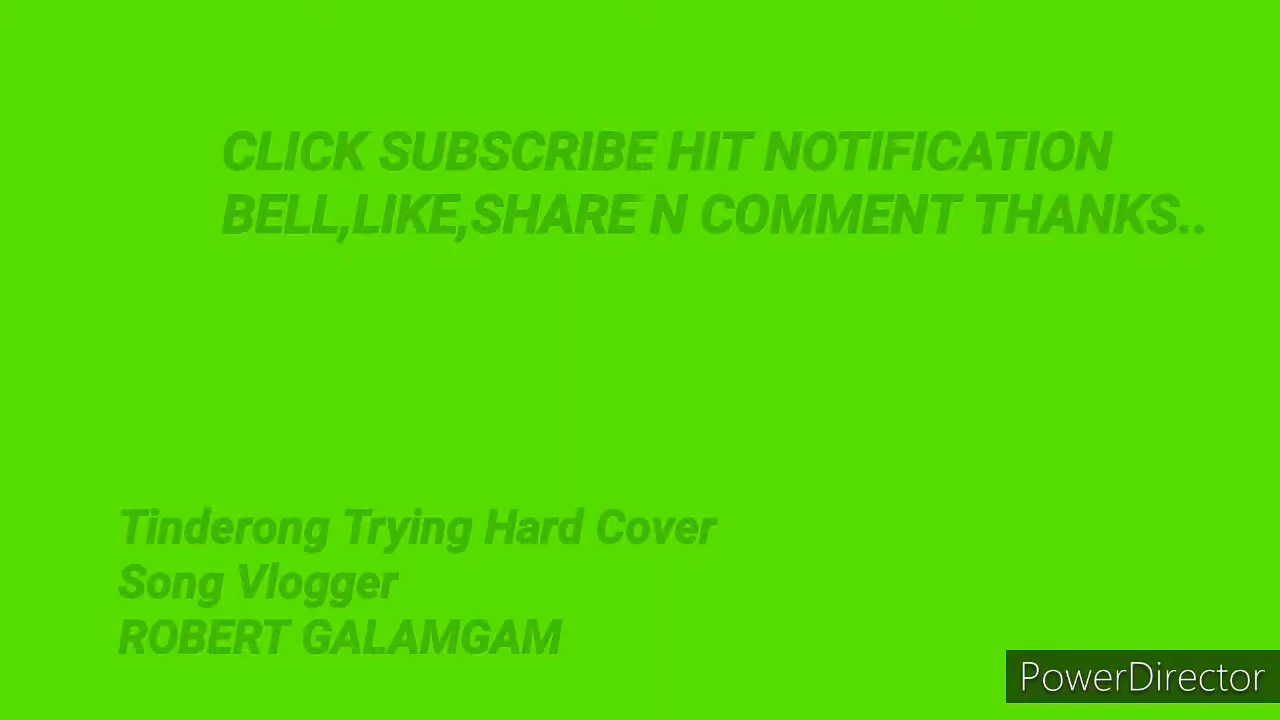 CLICK SUBSCRIBE HIT NOTIFICATION
BELL,LIKE,SHARE N COMMENT THANKS..
Tinderong Trying Hard Cover
Song Vlogger
ROBERT GALAMGAM
PowerDirector